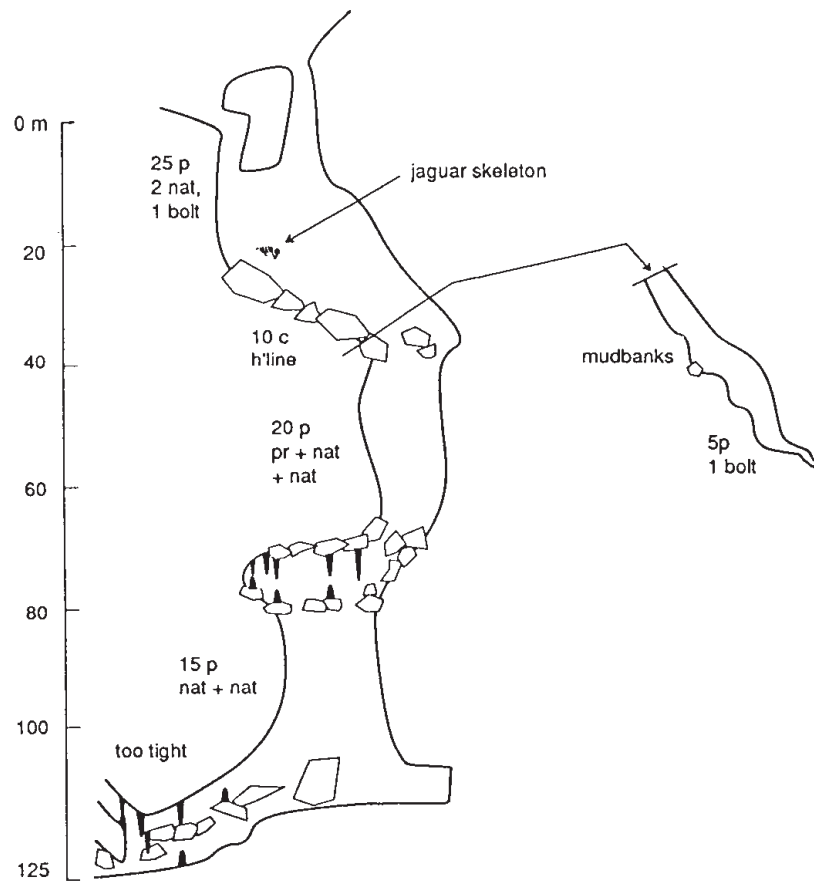 0 m
25 p
2 nat,
1 bolt
jaguar skeleton
20
10 c
h'line
mudbanks
40
20 p
pr + nat
+ nat
5p
1 bolt
60
80
15 p
nat + nat
100
too tight
125